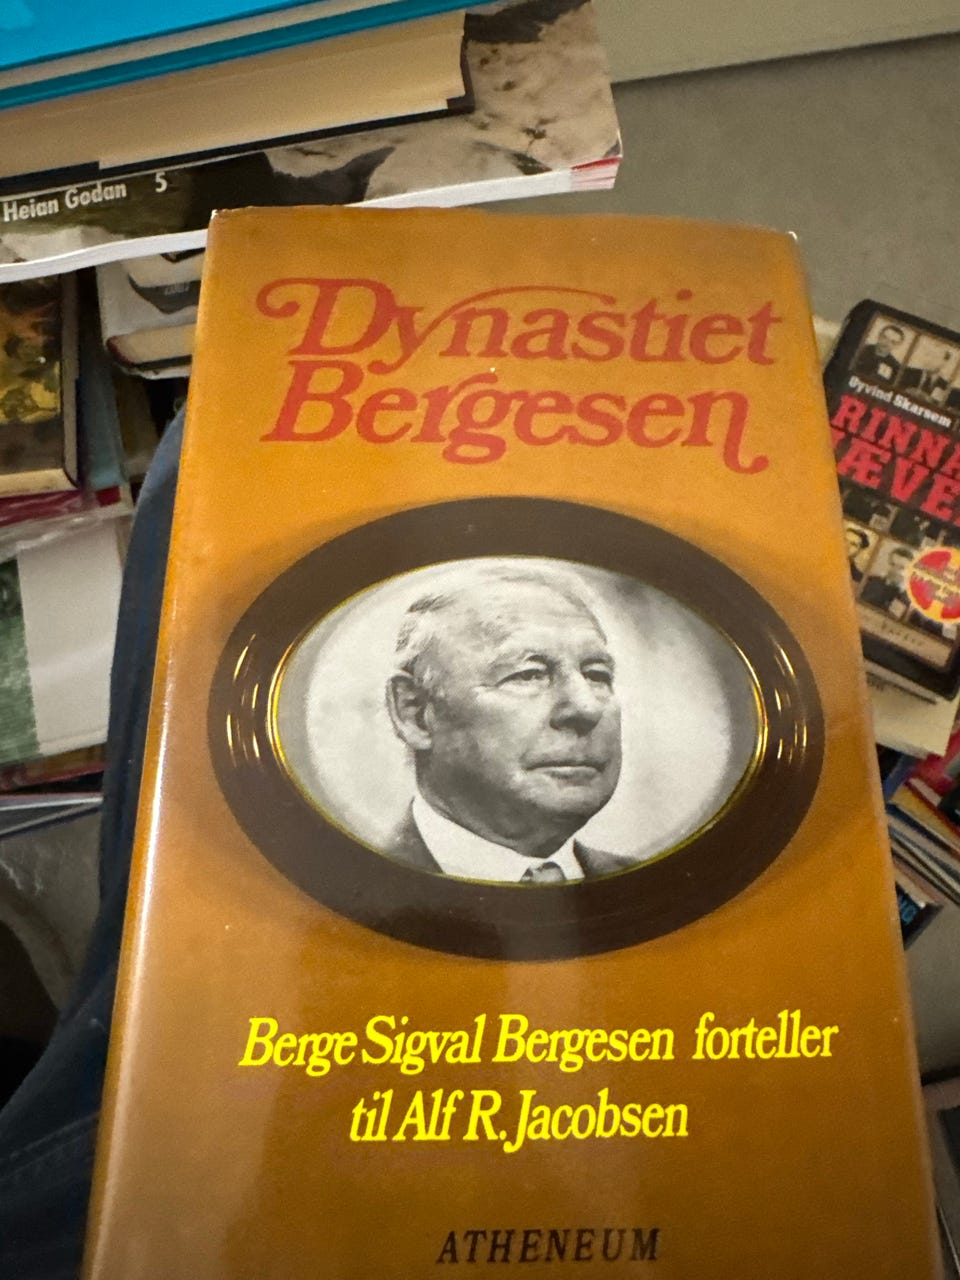 Heian Godan 5
Dynastiet
Bergesen
Øyvind Skarsem
Berge Sigval Bergesen forteller
til Alf R. Jacobsen
ATHENEUM